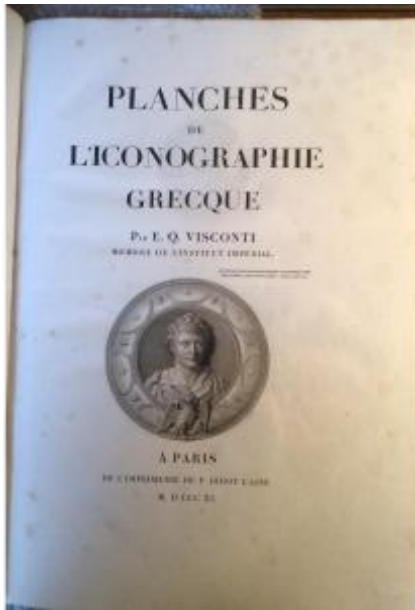 PLANCHES
DE
L'ICONOGRAPHIE
GRECQUE
PAR E. Q. VISCONTI
MEMBRE DE L'INSTITUT IMPÉRIAL.
A PARIS
DE L'IMPRIMERIE DE P. DIDOT L'AINÉ
M. DCCC. XI.